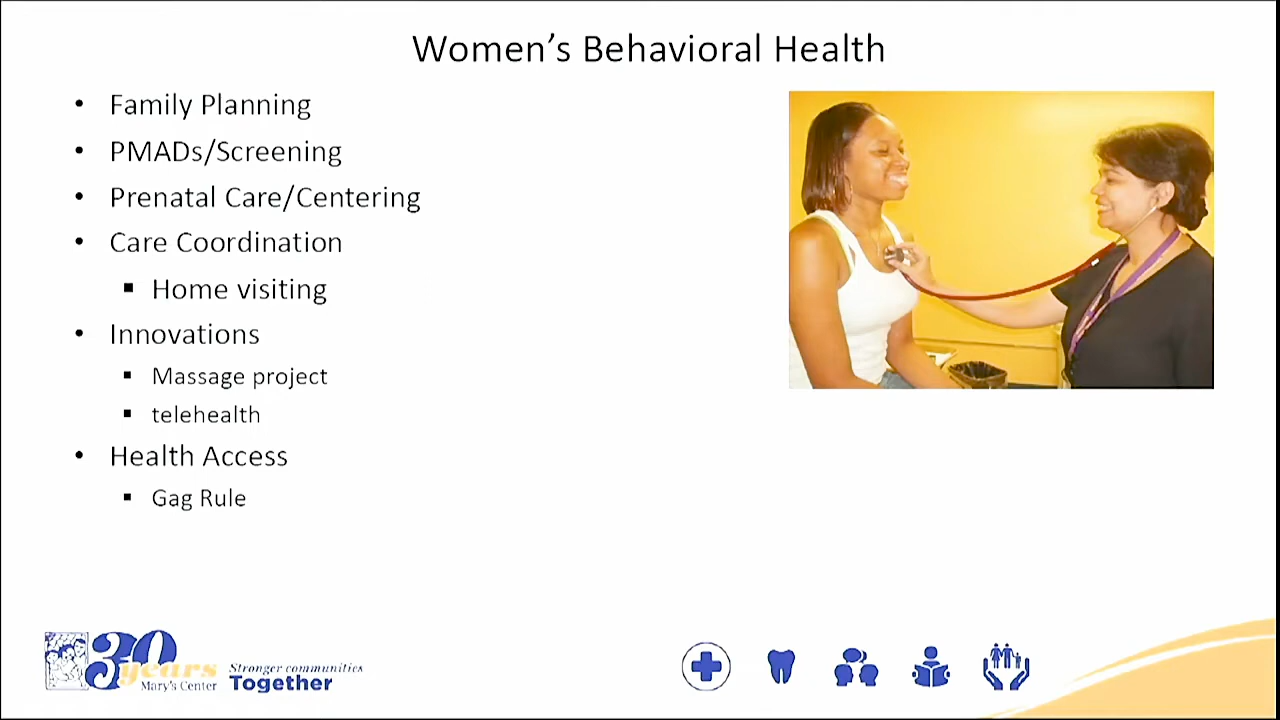 Women's Behavioral Health
• Family Planning
• PMADs/Screening
• Prenatal Care/Centering
• Care Coordination
▪ Home visiting
• Innovations
▪ Massage project
▪ telehealth
• Health Access
▪ Gag Rule
30
years
Mary's Center
Stronger communities
Together